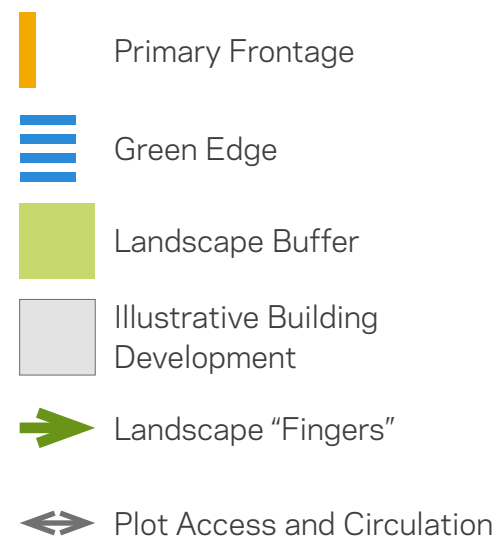 Primary Frontage
Green Edge
Landscape Buffer
Illustrative Building
Development
Landscape “Fingers”
Plot Access and Circulation